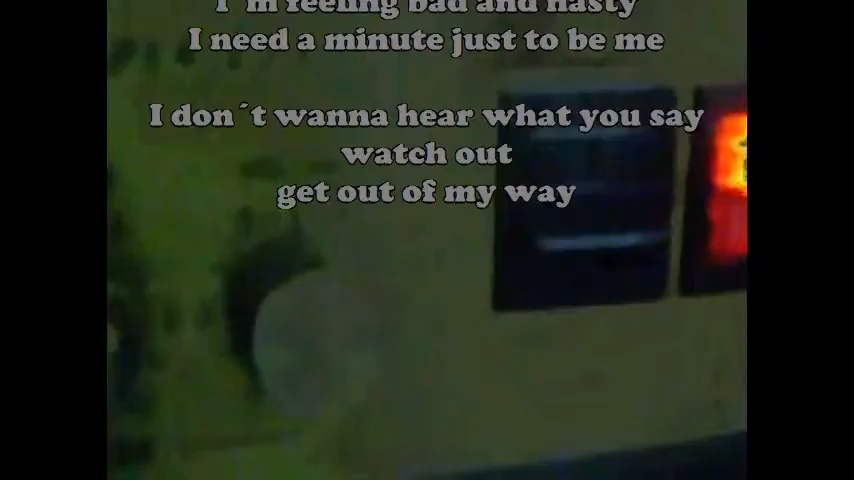 I´m feeling bad and nasty
I need a minute just to be me
I don´t wanna hear what you say
watch out
get out of my way